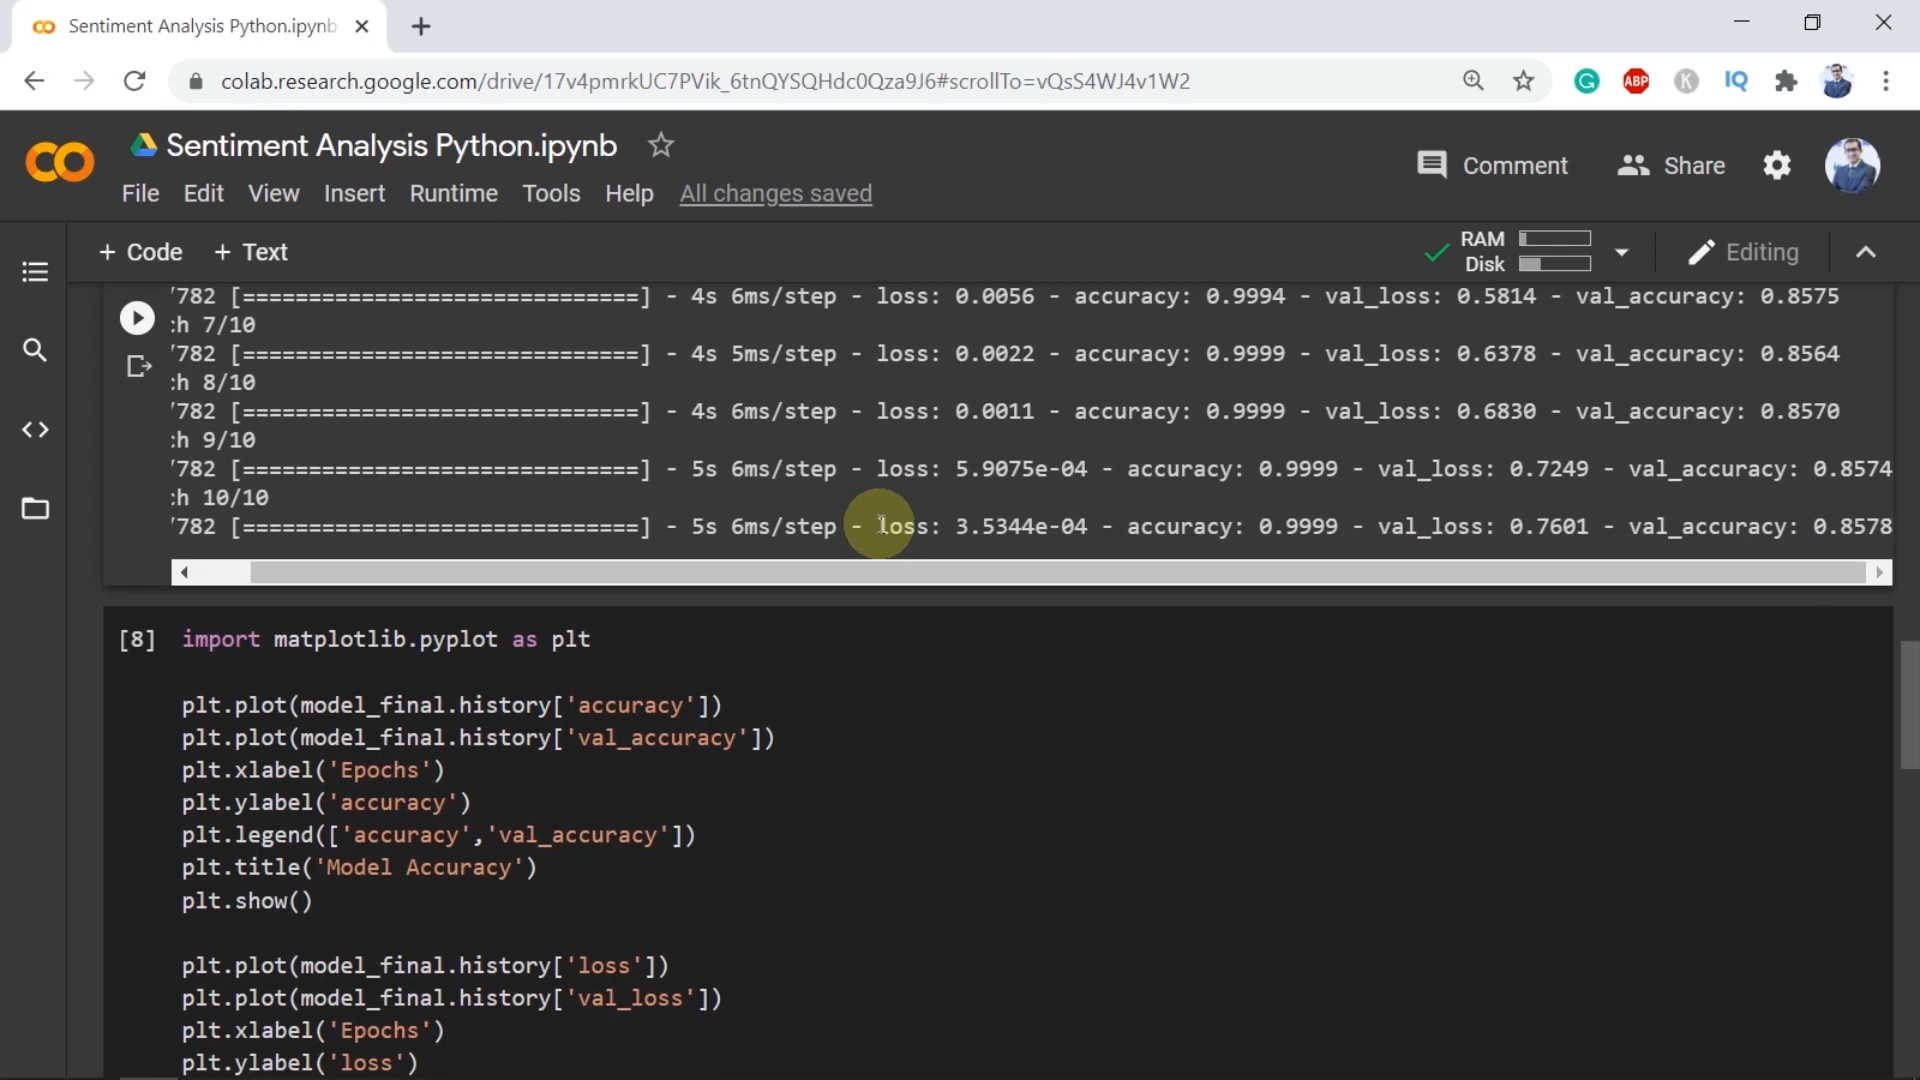 Sentiment Analysis Python.ipynb
colab.research.google.com/drive/17v4pmrkUC7PVik_6tnQYSQHdc0Qza9J6#scrollTo=vQsS4WJ4v1W2
G ABP K IQ
CO Sentiment Analysis Python.ipynb
Comment Share
File Edit View Insert Runtime Tools Help All changes saved
+ Code + Text
RAM
Disk
Editing
/782 [==============================] - 4s 6ms/step - loss: 0.0056 - accuracy: 0.9994 - val_loss: 0.5814 - val_accuracy: 0.8575
ch 7/10
/782 [==============================] - 4s 5ms/step - loss: 0.0022 - accuracy: 0.9999 - val_loss: 0.6378 - val_accuracy: 0.8564
ch 8/10
/782 [==============================] - 4s 6ms/step - loss: 0.0011 - accuracy: 0.9999 - val_loss: 0.6830 - val_accuracy: 0.8570
ch 9/10
/782 [==============================] - 5s 6ms/step - loss: 5.9075e-04 - accuracy: 0.9999 - val_loss: 0.7249 - val_accuracy: 0.8574
ch 10/10
/782 [==============================] - 5s 6ms/step - loss: 3.5344e-04 - accuracy: 0.9999 - val_loss: 0.7601 - val_accuracy: 0.8578
[8] import matplotlib.pyplot as plt
plt.plot(model_final.history['accuracy'])
plt.plot(model_final.history['val_accuracy'])
plt.xlabel('Epochs')
plt.ylabel('accuracy')
plt.legend(['accuracy','val_accuracy'])
plt.title('Model Accuracy')
plt.show()
plt.plot(model_final.history['loss'])
plt.plot(model_final.history['val_loss'])
plt.xlabel('Epochs')
plt.ylabel('loss')